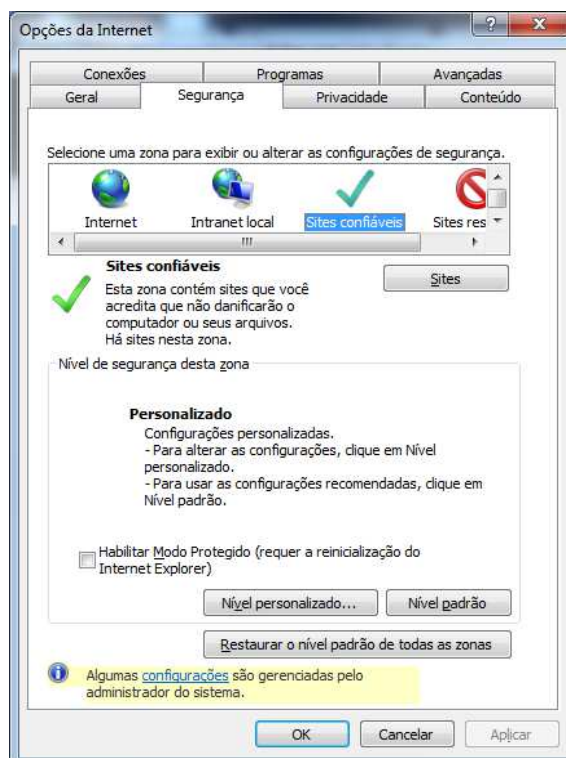 Opções da Internet
Conexões Programas Avançadas
Geral Segurança Privacidade Conteúdo
Selecione uma zona para exibir ou alterar as configurações de segurança.
Internet Intranet local Sites confiáveis Sites res
Sites confiáveis
Sites
Esta zona contém sites que você
acredita que não danificarão o
computador ou seus arquivos.
Há sites nesta zona.
Nível de segurança desta zona
Personalizado
Configurações personalizadas.
- Para alterar as configurações, clique em Nível
personalizado.
- Para usar as configurações recomendadas, clique em
Nível padrão.
Habilitar Modo Protegido (requer a reinicialização do
Internet Explorer)
Nível personalizado... Nível padrão
Restaurar o nível padrão de todas as zonas
Algumas configurações são gerenciadas pelo
administrador do sistema.
OK Cancelar Aplicar